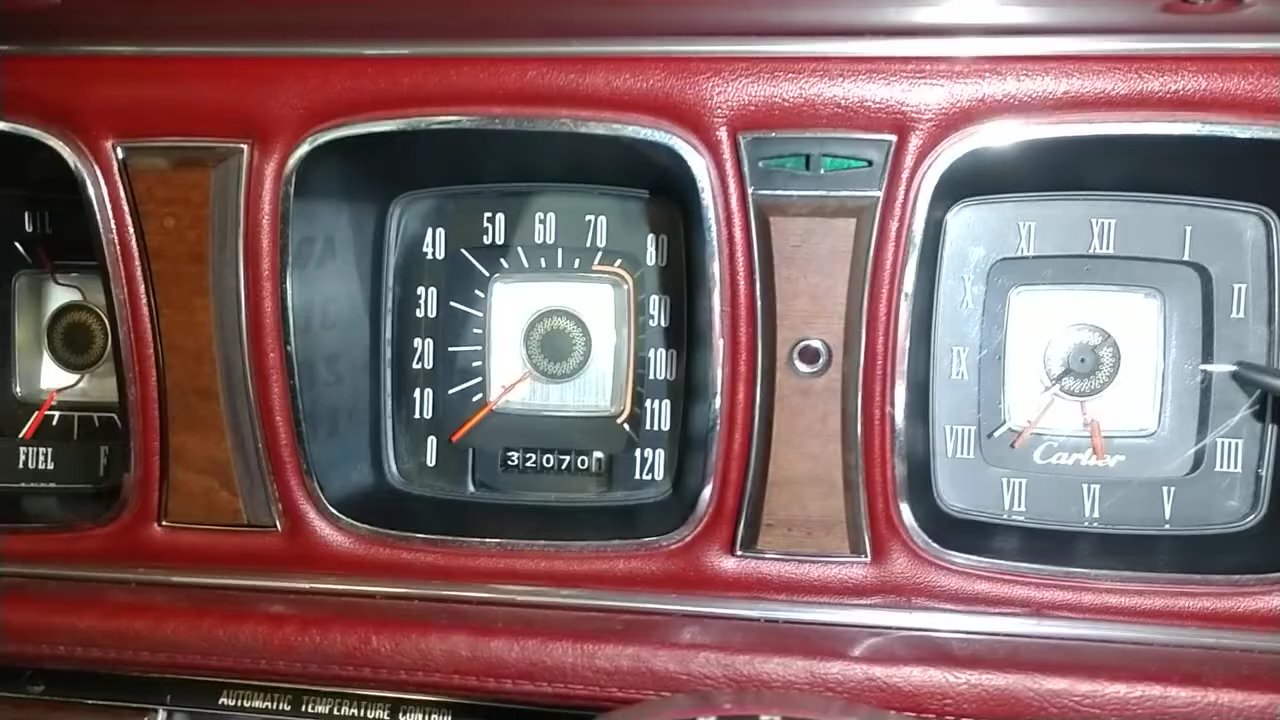 OIL
FUEL F
40 50 60 70 80
30 90
20 100
10 110
0 120
32070
XI XII I
X II
IX
VIII IIII
Cartier
VII VI V
AUTOMATIC TEMPERATURE CONTROL